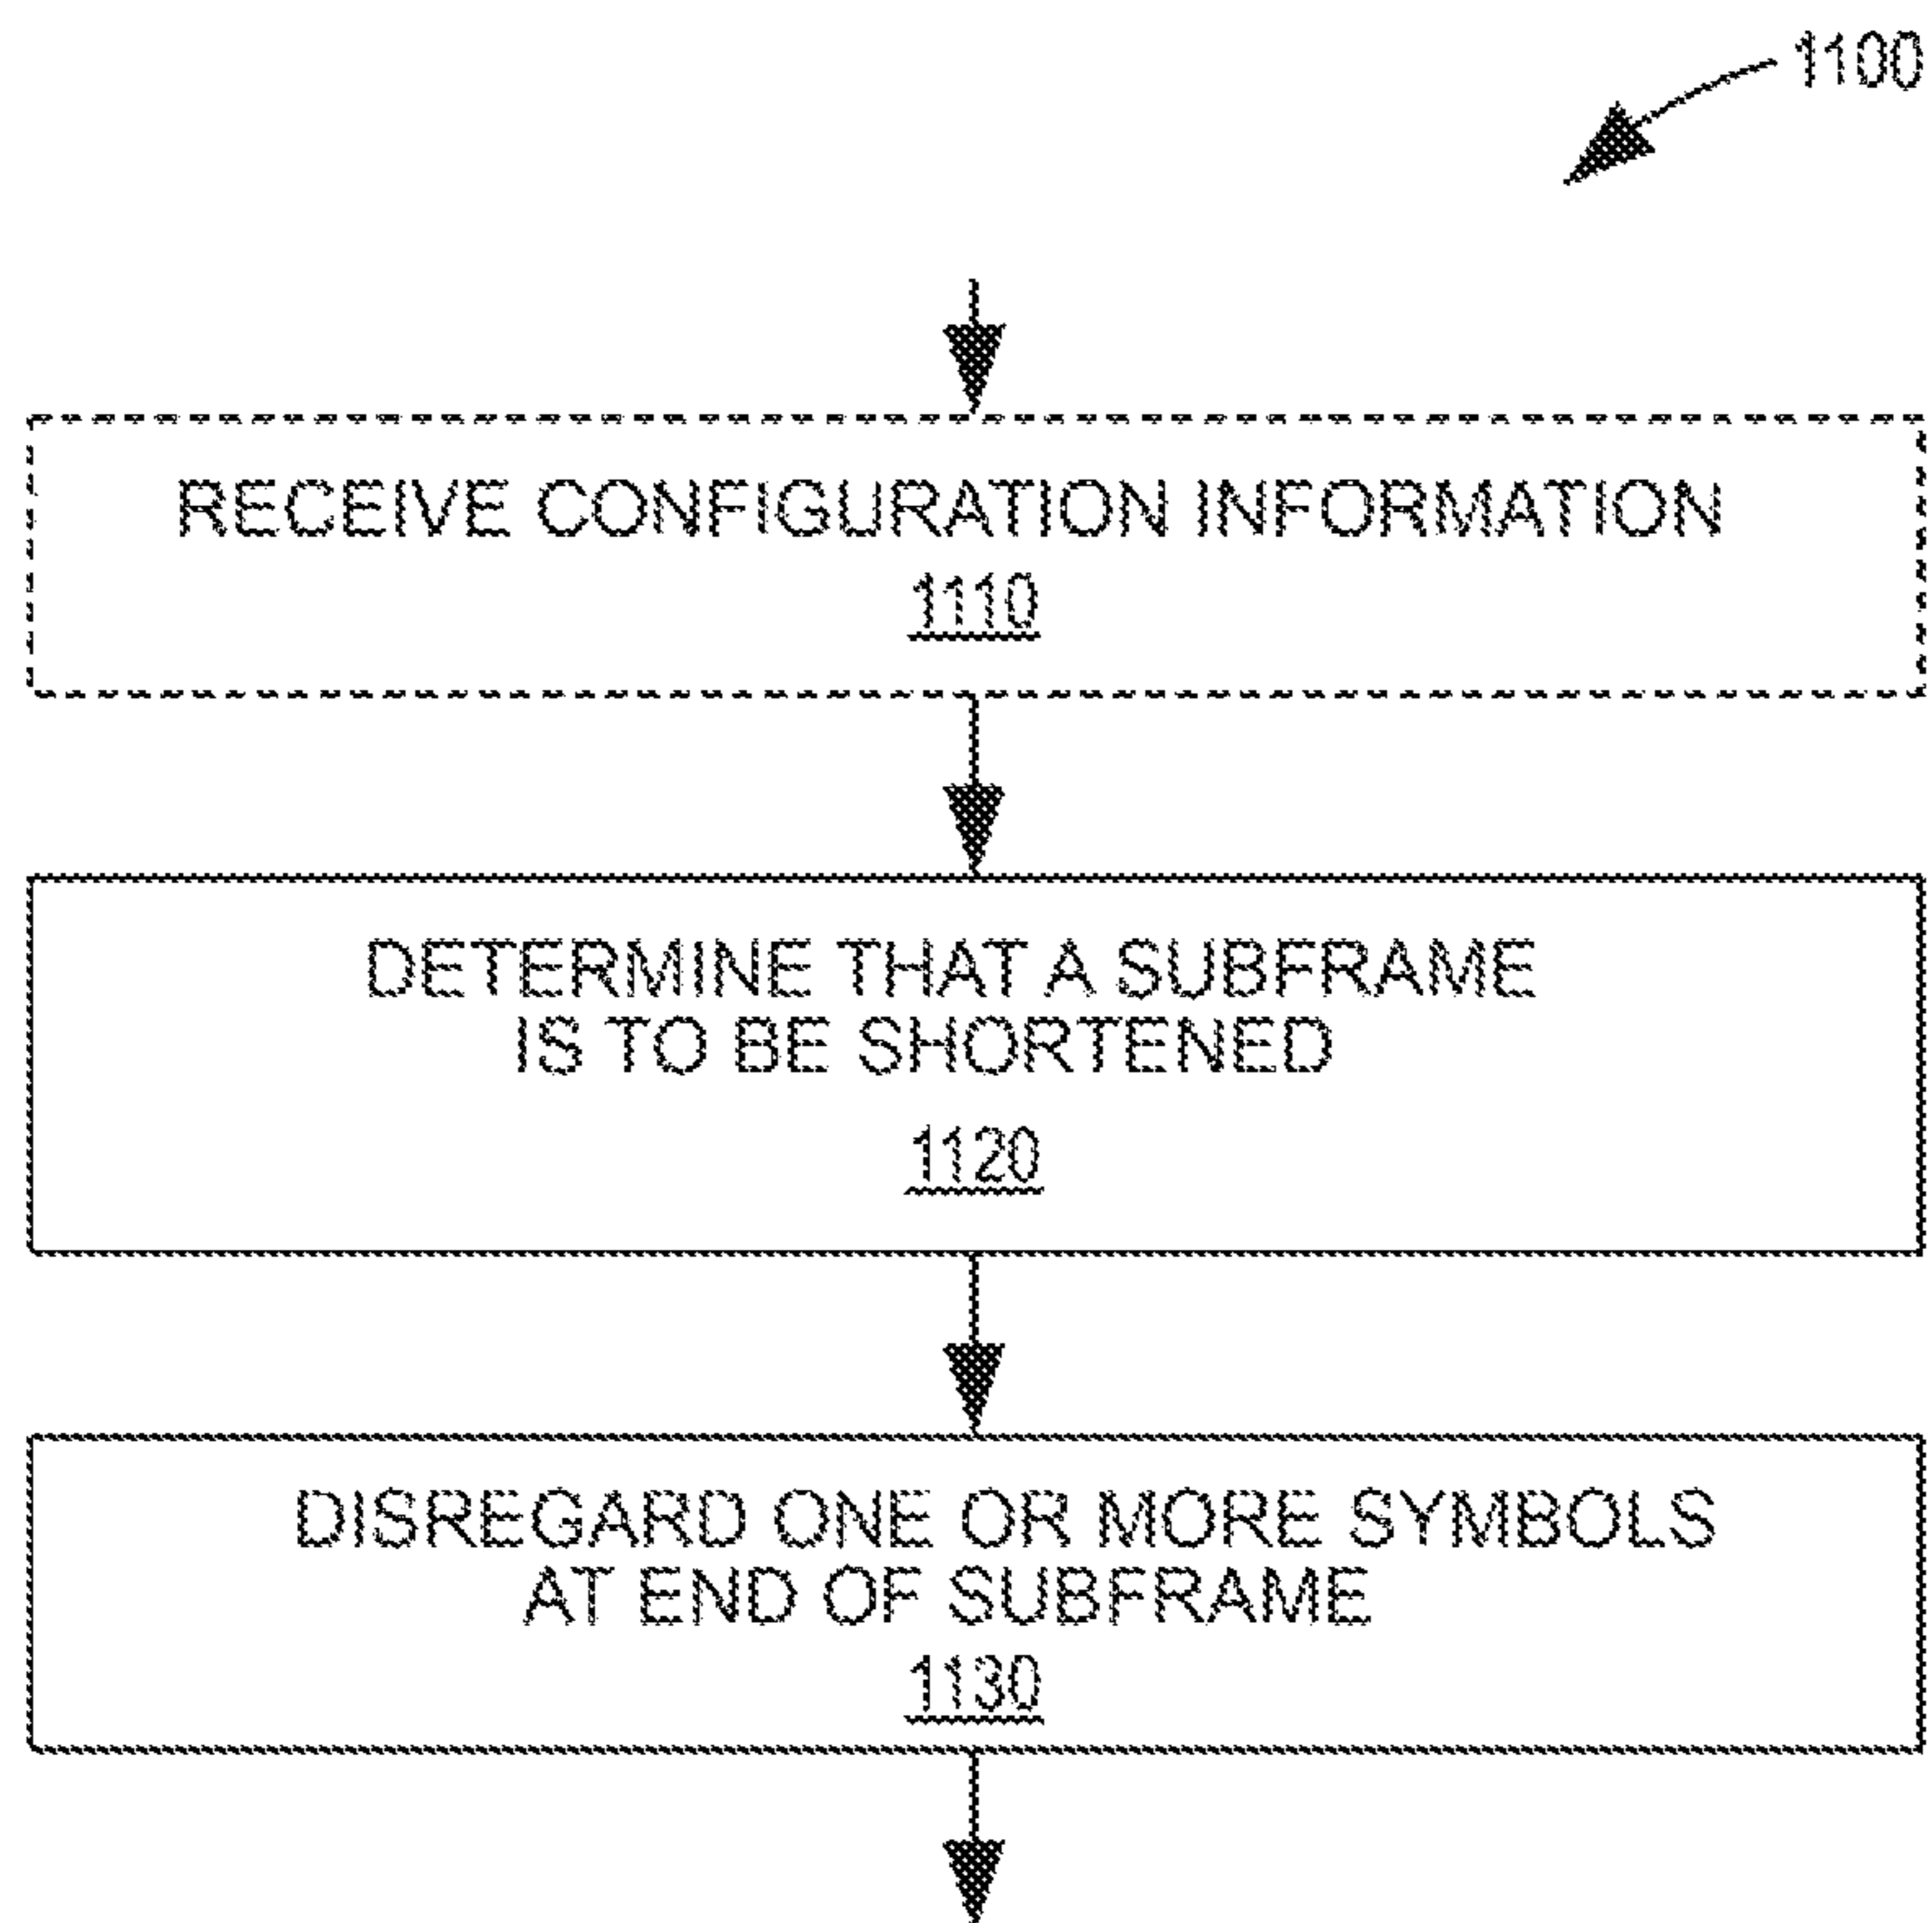 1100
RECEIVE CONFIGURATION INFORMATION
1110
DETERMINE THAT A SUBFRAME
IS TO BE SHORTENED
1120
DISREGARD ONE OR MORE SYMBOLS
AT END OF SUBFRAME
1130